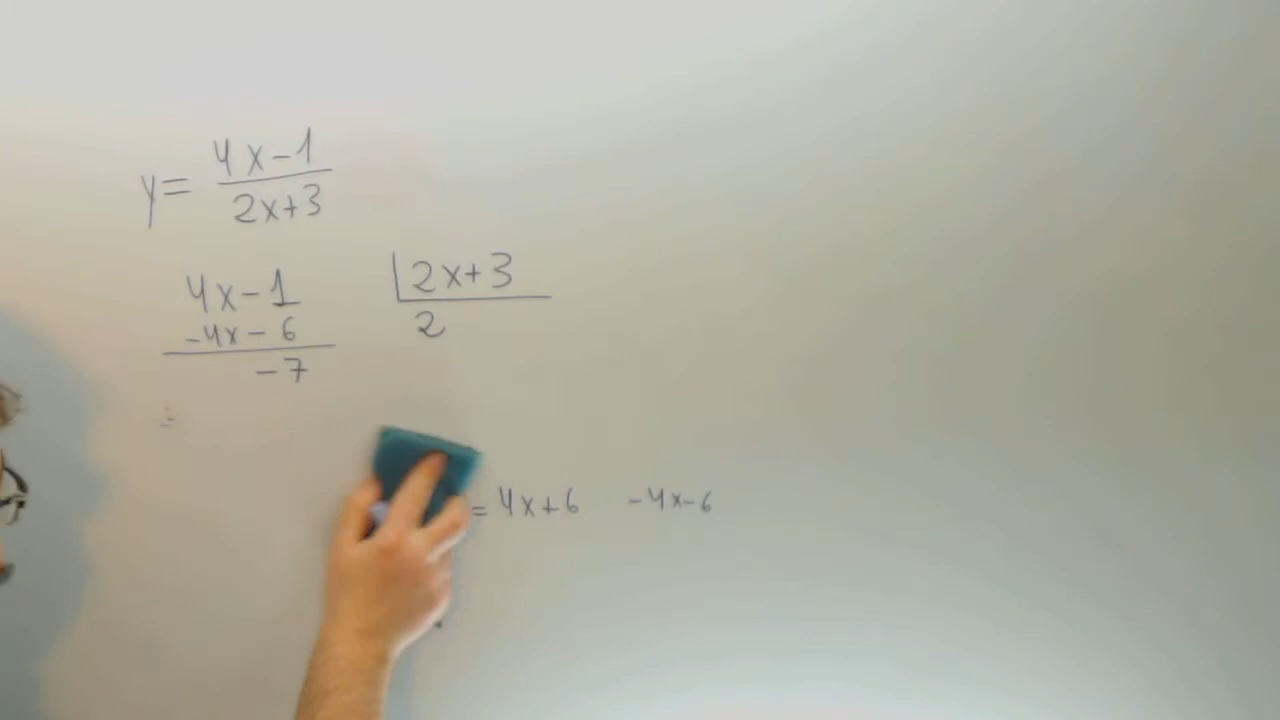 y = 4x-1
2x+3
4x-1 2x+3
-4x-6 2
-7
= 4x+6 -4x-6